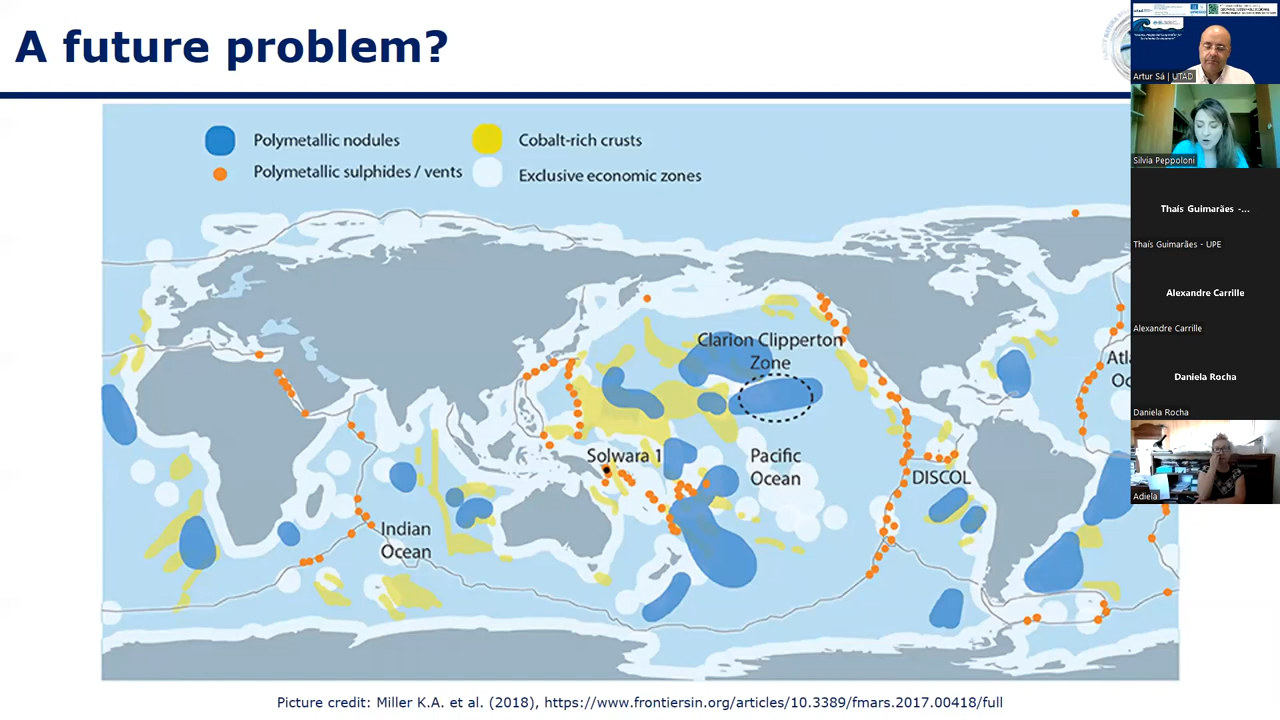 A future problem?
Polymetallic nodules
Cobalt-rich crusts
Polymetallic sulphides / vents
Exclusive economic zones
Clarion Clipperton
Zone
Solwara 1
Pacific
Ocean
DISCOL
Indian
Ocean
Picture credit: Miller K.A. et al. (2018), https://www.frontiersin.org/articles/10.3389/fmars.2017.00418/full
Artur Sá | UTAD
Silvia Peppoloni
Thaís Guimarães -...
Thaís Guimarães - UPE
Alexandre Carrille
Alexandre Carrille
Daniela Rocha
Daniela Rocha
Adiela